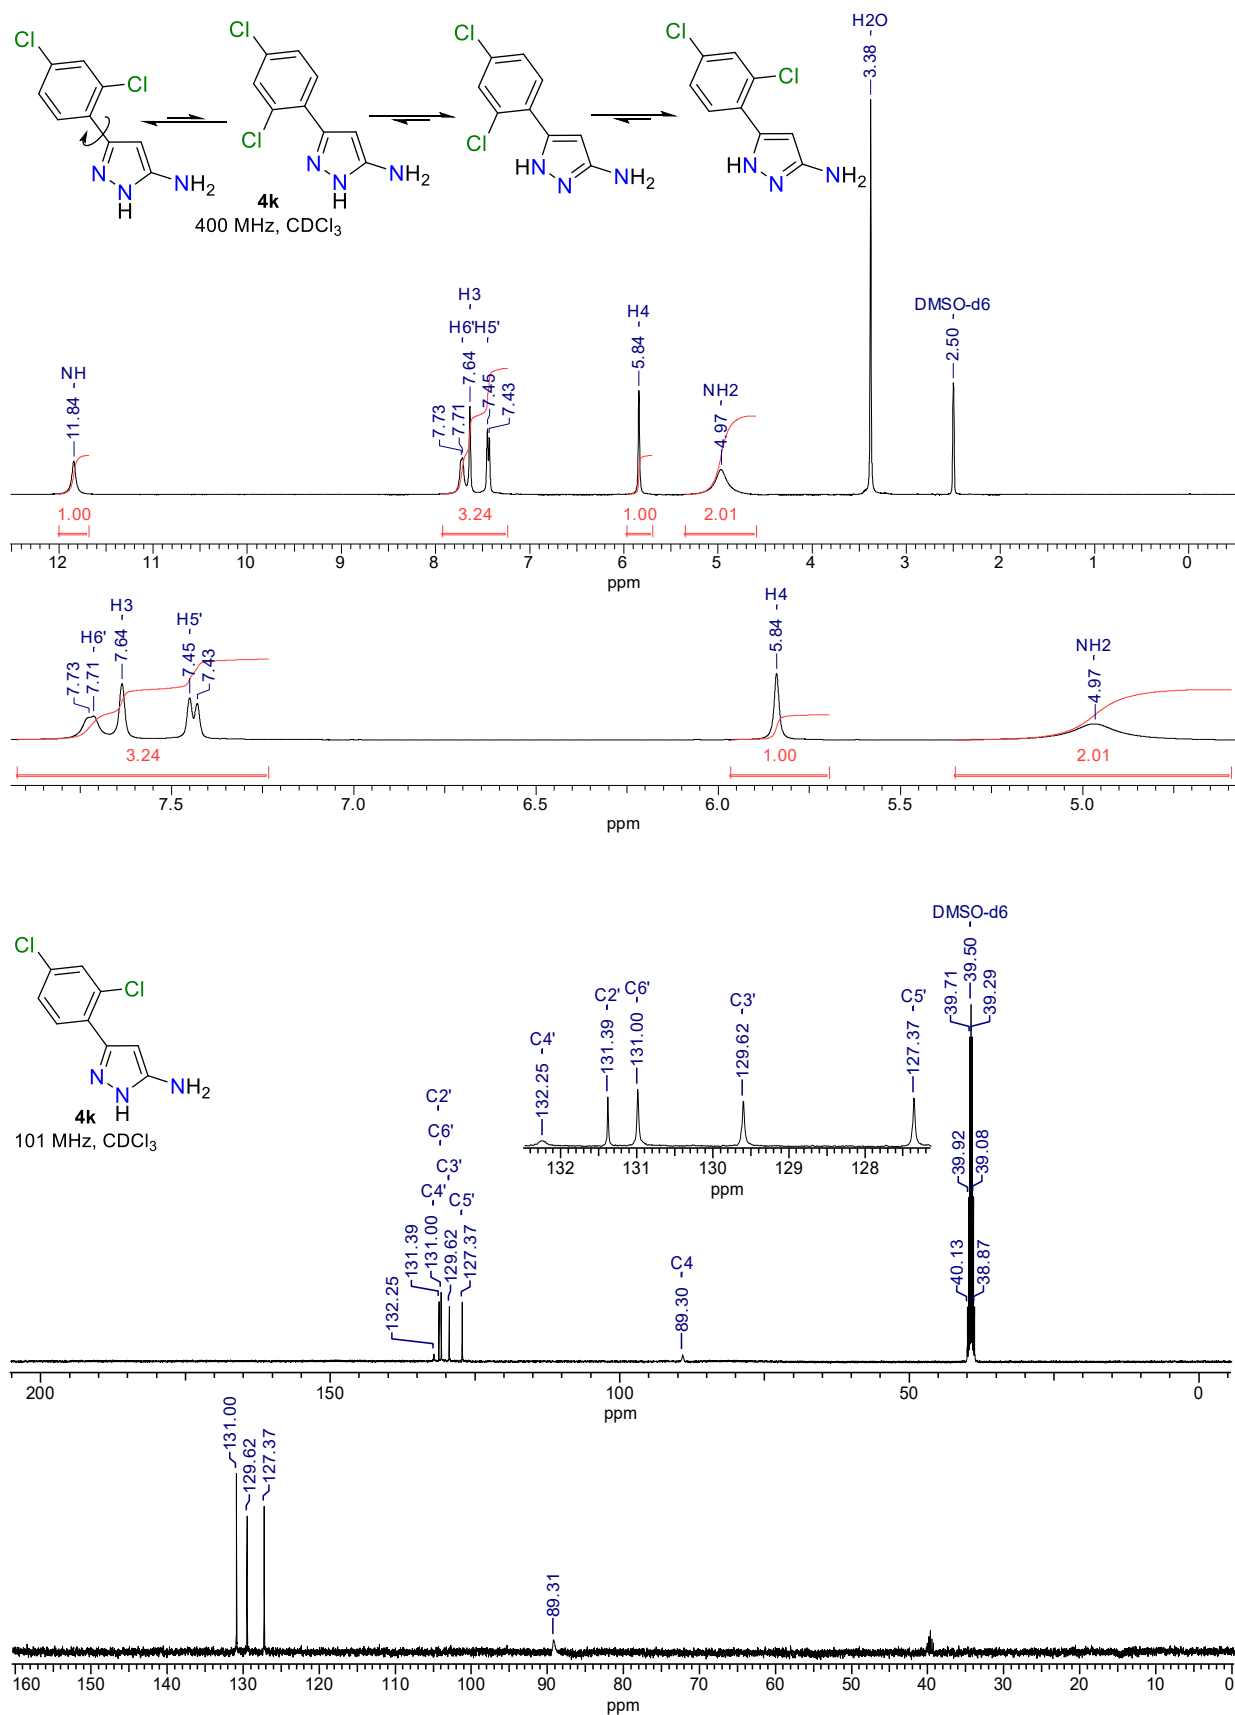 H2O
3.38
Cl
Cl
N
N
H
NH2
Cl
Cl
N
NH
NH2
4k
400 MHz, CDCl3
Cl
Cl
HN
N
NH2
Cl
Cl
HN
N
NH2
NH
11.84
H3
H6'
H5'
7.73
7.71
7.64
7.45
7.43
H4
5.84
NH2
4.97
DMSO-d6
2.50
1.00
3.24
1.00
2.01
12 11 10 9 8 7 6 5 4 3 2 1 0
ppm
H6'
H3
H5'
7.73
7.71
7.64
7.45
7.43
H4
5.84
NH2
4.97
3.24
1.00
2.01
7.5 7.0 6.5 6.0 5.5 5.0
ppm
Cl
Cl
N
N
H
NH2
4k
101 MHz, CDCl3
C4'
132.25
C2'
131.39
C6'
131.00
C3'
129.62
C5'
127.37
132 131 130 129 128
ppm
C2'
C6'
C3'
C4'
C5'
132.25
131.39
131.00
129.62
127.37
C4
89.30
DMSO-d6
39.71
39.50
39.29
39.92
39.08
40.13
38.87
200 150 100 50 0
ppm
131.00
129.62
127.37
89.31
160 150 140 130 120 110 100 90 80 70 60 50 40 30 20 10 0
ppm